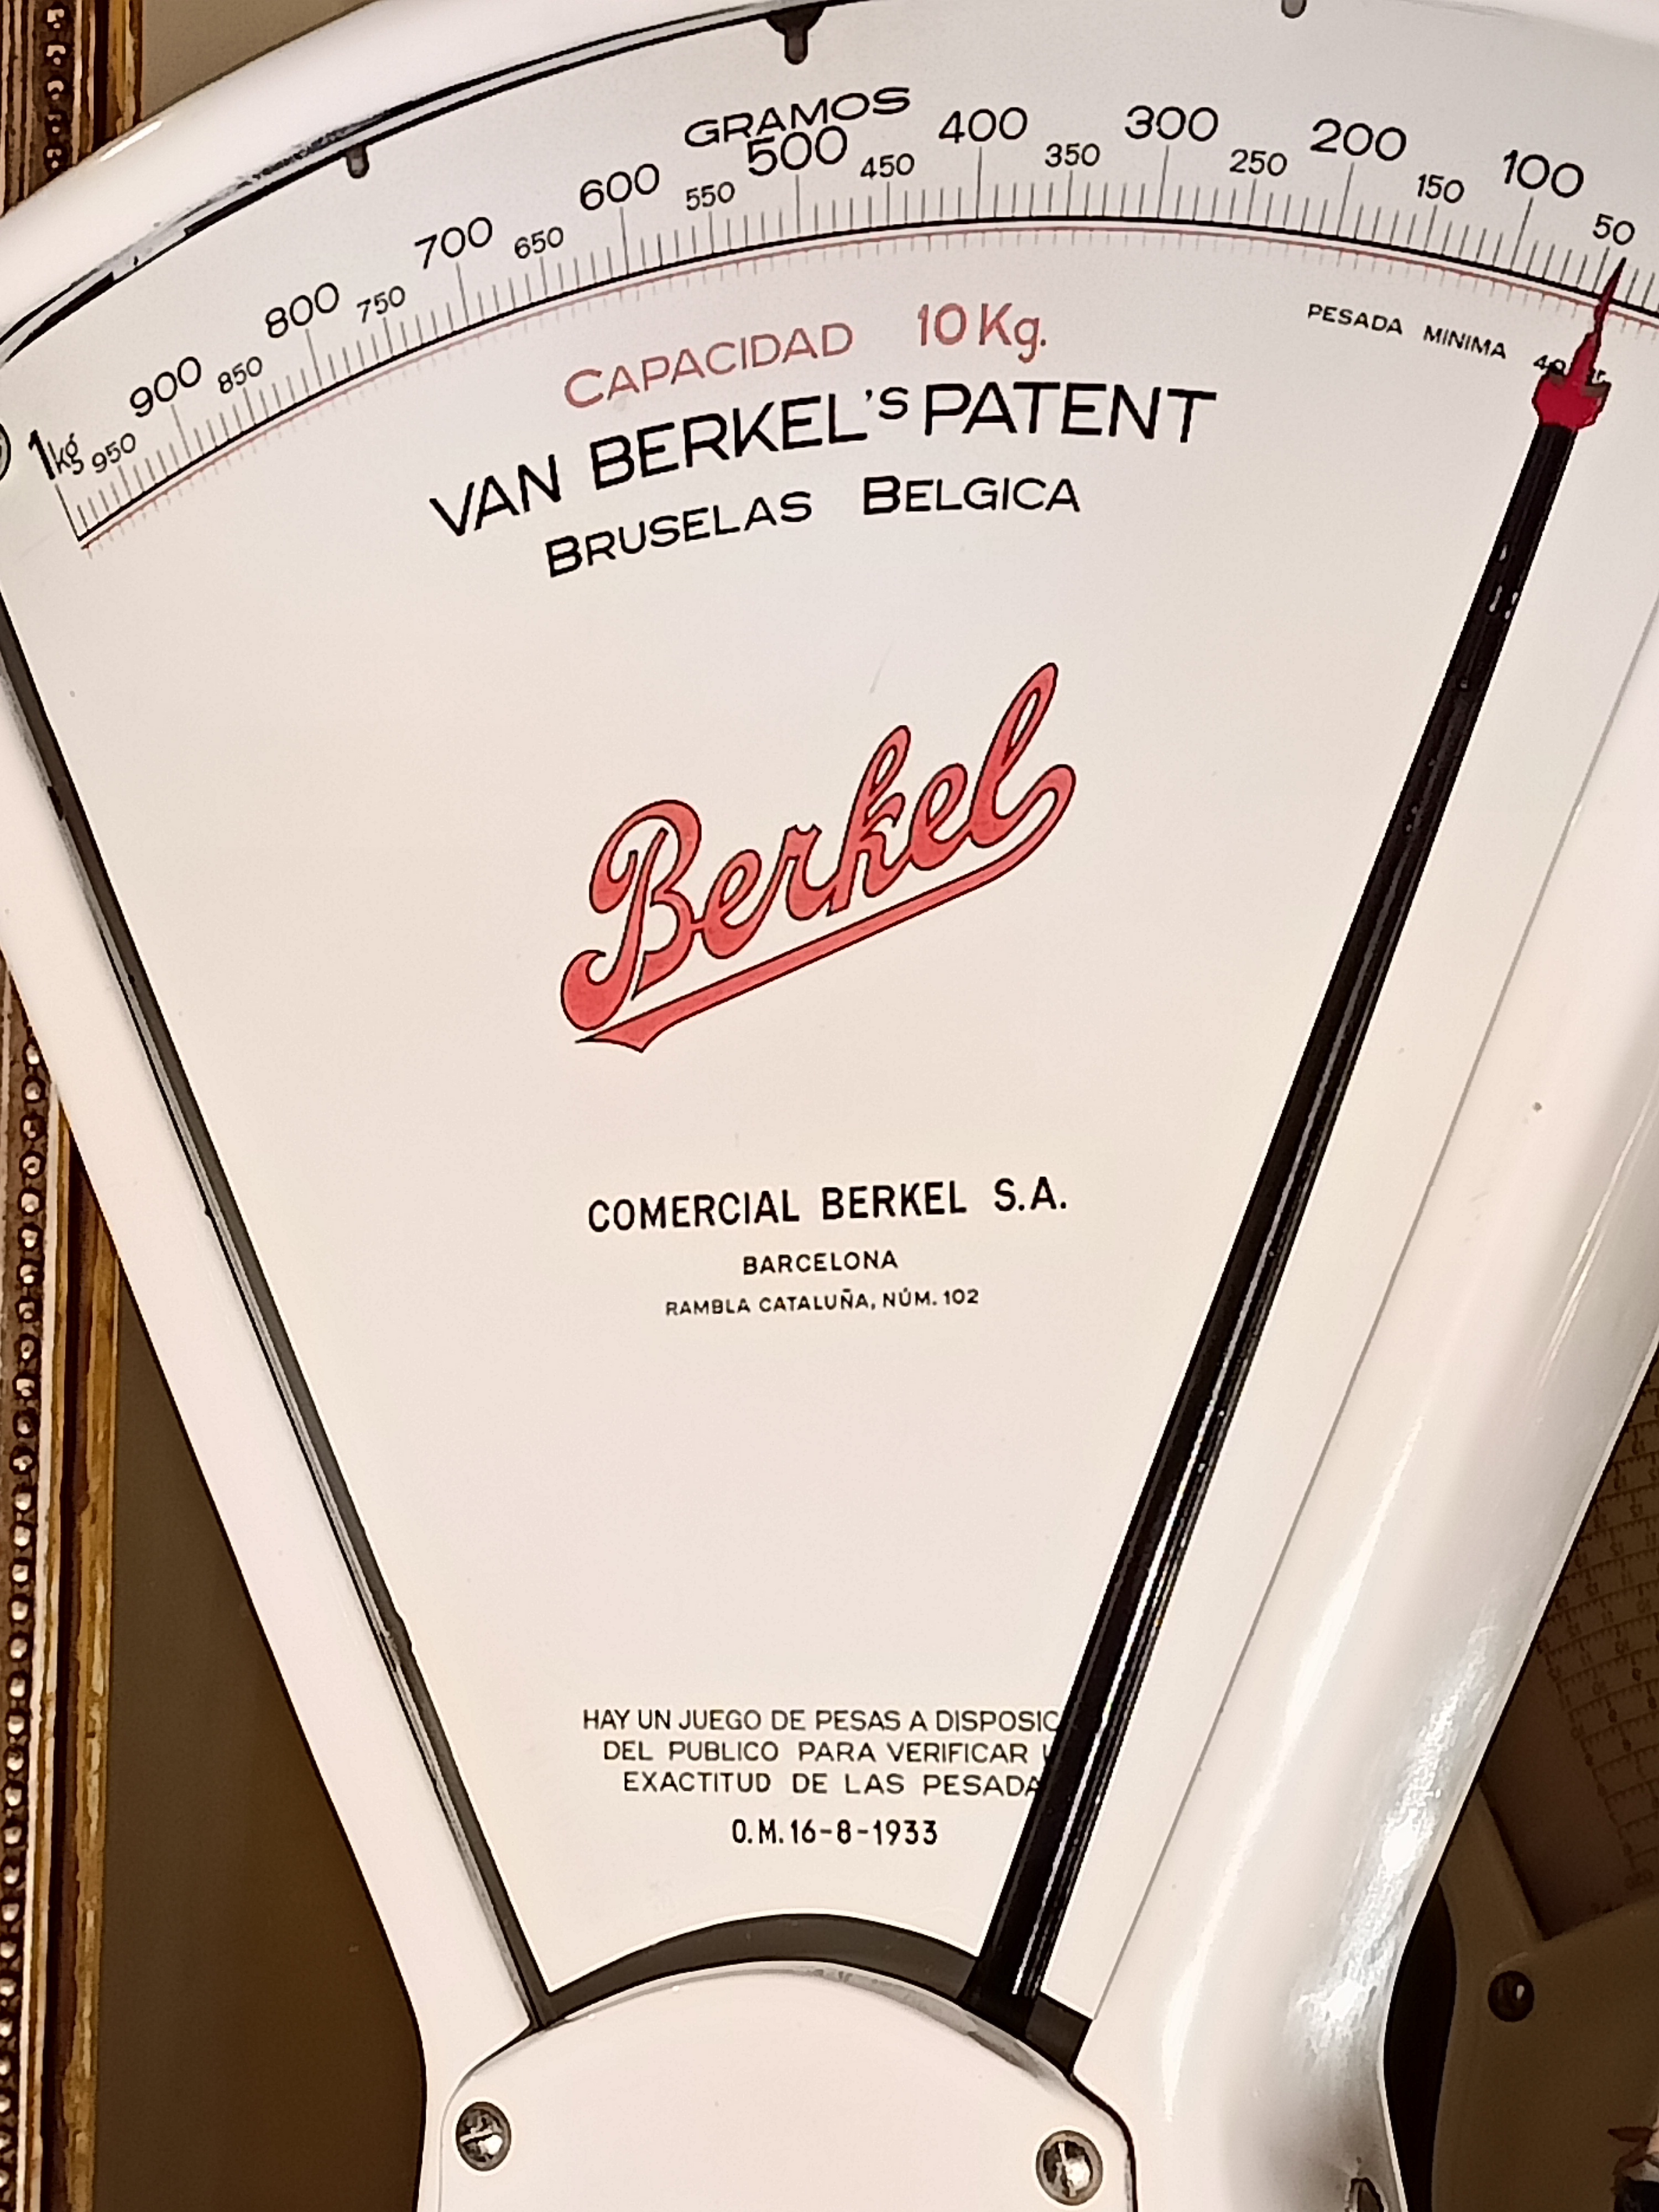 GRAMOS
1kg 950 900 850 800 750 700 650 600 550 500 450 400 350 300 250 200 150 100 50
PESADA MINIMA
CAPACIDAD 10 Kg.
VAN BERKEL'S PATENT
BRUSELAS BELGICA
Berkel
COMERCIAL BERKEL S.A.
BARCELONA
RAMBLA CATALUÑA, NÚM. 102
HAY UN JUEGO DE PESAS A DISPOSIC
DEL PUBLICO PARA VERIFICAR
EXACTITUD DE LAS PESADA
O.M. 16-8-1933